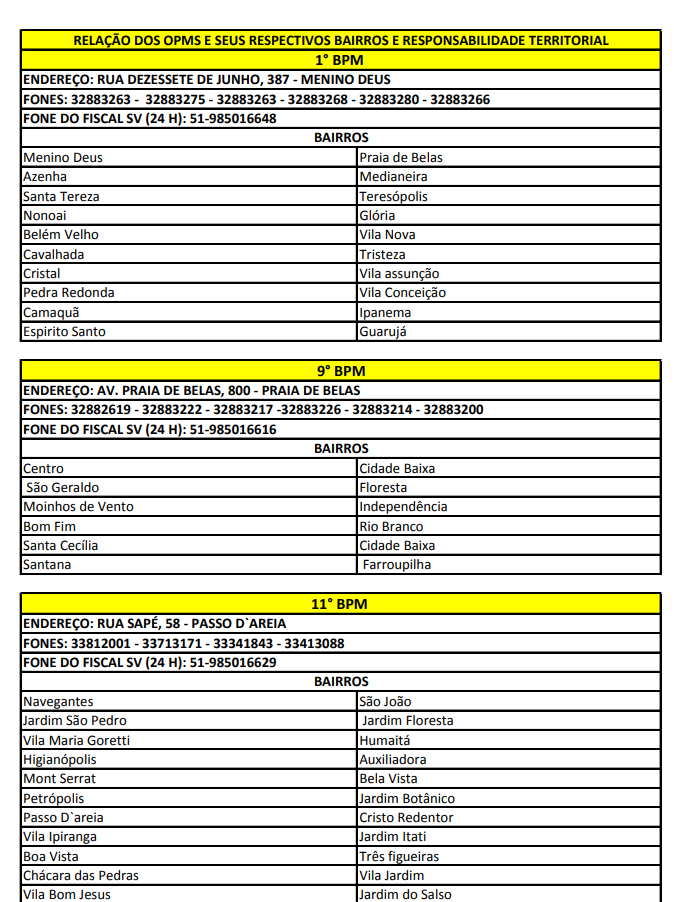 RELAÇÃO DOS OPMS E SEUS RESPECTIVOS BAIRROS E RESPONSABILIDADE TERRITORIAL
1° BPM
ENDEREÇO: RUA DEZESSETE DE JUNHO, 387 - MENINO DEUS
FONES: 32883263 - 32883275 - 32883263 - 32883268 - 32883280 - 32883266
FONE DO FISCAL SV (24 H): 51-985016648
BAIRROS
Menino Deus Praia de Belas
Azenha Medianeira
Santa Tereza Teresópolis
Nonoai Glória
Belém Velho Vila Nova
Cavalhada Tristeza
Cristal Vila assunção
Pedra Redonda Vila Conceição
Camaquã Ipanema
Espirito Santo Guarujá
9° BPM
ENDEREÇO: AV. PRAIA DE BELAS, 800 - PRAIA DE BELAS
FONES: 32882619 - 32883222 - 32883217 -32883226 - 32883214 - 32883200
FONE DO FISCAL SV (24 H): 51-985016616
BAIRROS
Centro Cidade Baixa
São Geraldo Floresta
Moinhos de Vento Independência
Bom Fim Rio Branco
Santa Cecília Cidade Baixa
Santana Farroupilha
11° BPM
ENDEREÇO: RUA SAPÉ, 58 - PASSO D`AREIA
FONES: 33812001 - 33713171 - 33341843 - 33413088
FONE DO FISCAL SV (24 H): 51-985016629
BAIRROS
Navegantes São João
Jardim São Pedro Jardim Floresta
Vila Maria Goretti Humaitá
Higianópolis Auxiliadora
Mont Serrat Bela Vista
Petrópolis Jardim Botânico
Passo D`areia Cristo Redentor
Vila Ipiranga Jardim Itati
Boa Vista Três figueiras
Chácara das Pedras Vila Jardim
Vila Bom Jesus Jardim do Salso